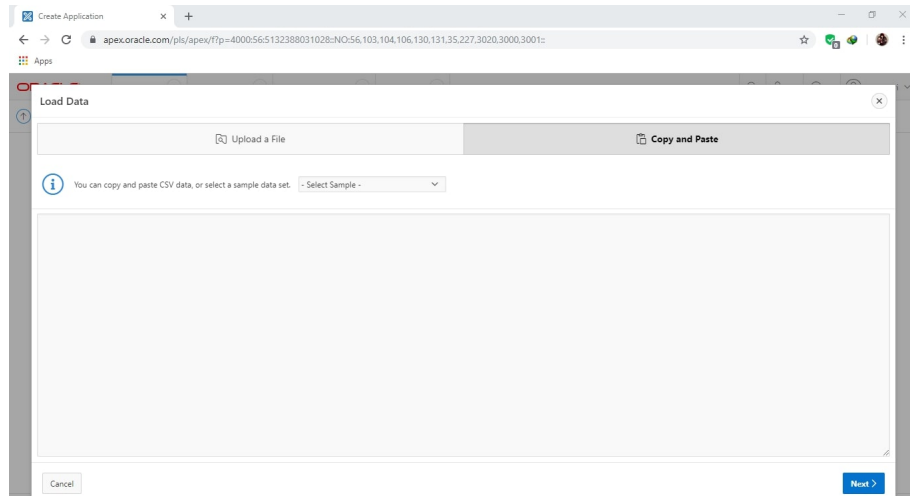 Create Application
apex.oracle.com/pls/apex/f?p=4000:56:5132388031028::NO:56,103,104,106,130,131,35,227,3020,3000,3001::
Apps
Load Data
Upload a File
Copy and Paste
You can copy and paste CSV data, or select a sample data set. - Select Sample -
Cancel
Next >